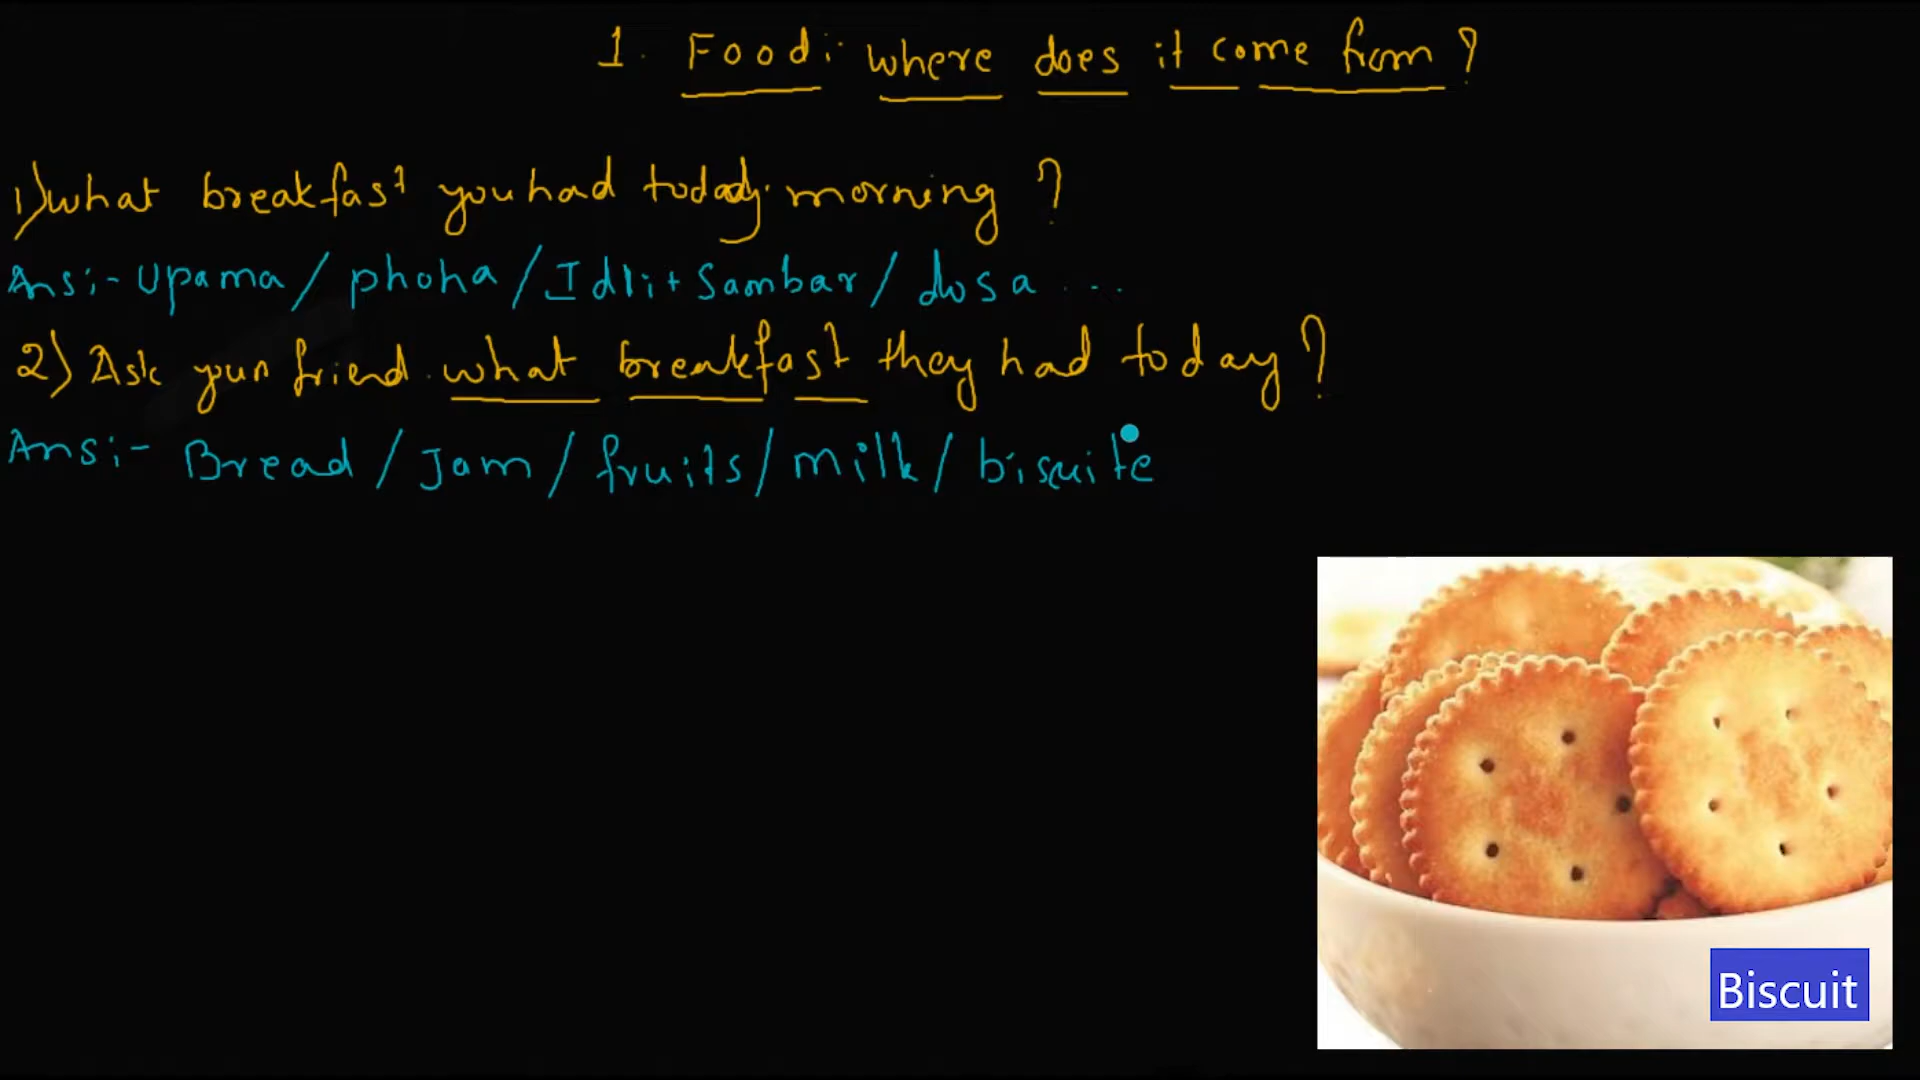 1. Food: where does it come from?
1) what breakfast you had today morning ?
Ans:- Upama / phoha / Idli + Sambar / dosa ...
2) Ask your friend what breakfast they had today?
Ans:- Bread / Jam / fruits / milk / biscuite
Biscuit